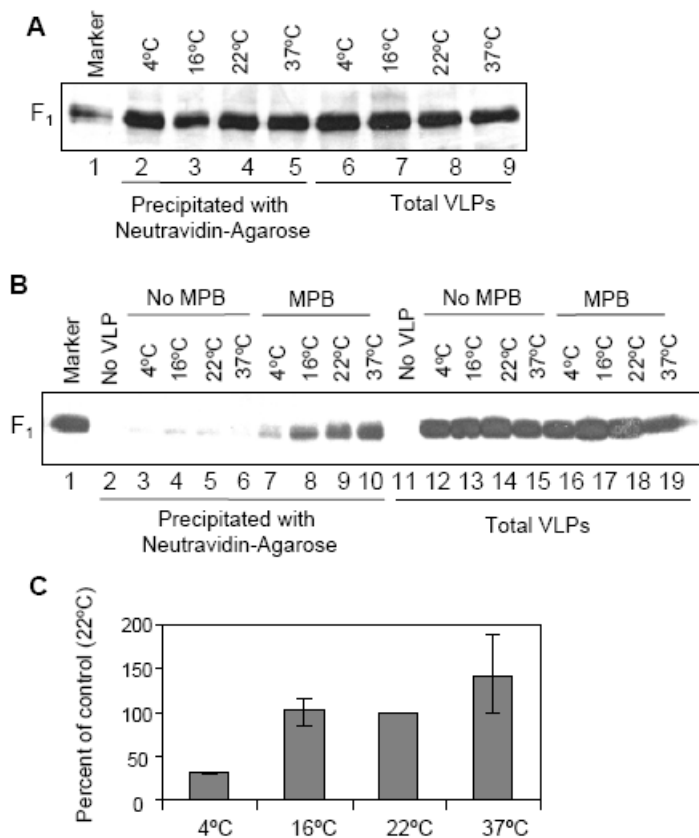 A
Marker 4ºC 16ºC 22ºC 37ºC 4ºC 16ºC 22ºC 37ºC
F1
1 2 3 4 5 6 7 8 9
Precipitated with Neutravidin-Agarose
Total VLPs
B
No MPB MPB No MPB MPB
Marker No VLP 4ºC 16ºC 22ºC 37ºC 4ºC 16ºC 22ºC 37ºC No VLP 4ºC 16ºC 22ºC 37ºC 4ºC 16ºC 22ºC 37ºC
F1
1 2 3 4 5 6 7 8 9 10 11 12 13 14 15 16 17 18 19
Precipitated with Neutravidin-Agarose
Total VLPs
C
Percent of control (22ºC)
200
150
100
50
0
4ºC 16ºC 22ºC 37ºC